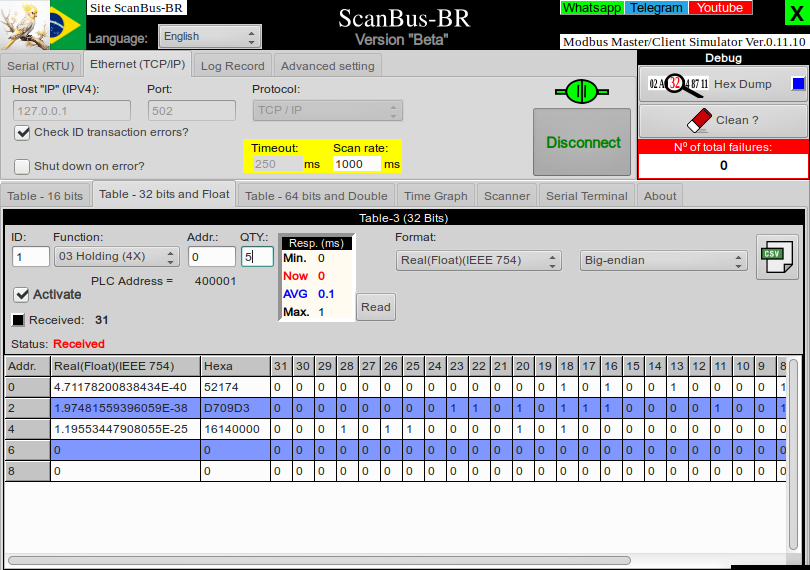 Site ScanBus-BR
ScanBus-BR
Whatsapp Telegram Youtube
X
Language: English
Version "Beta"
Modbus Master/Client Simulator Ver.0.11.10
Serial (RTU) Ethernet (TCP/IP) Log Record Advanced setting
Debug
Host "IP" (IPV4): Port: Protocol:
127.0.0.1 502 TCP / IP
02 A 32 4 87 11 Hex Dump
Check ID transaction errors?
Clean ?
Timeout: Scan rate:
250 ms 1000 ms
Disconnect
Nº of total failures:
0
Shut down on error?
Table - 16 bits Table - 32 bits and Float Table - 64 bits and Double Time Graph Scanner Serial Terminal About
Table-3 (32 Bits)
ID: Function: Addr.: QTY.: Resp. (ms) Format:
1 03 Holding (4X) 0 5 Min. 0 Real(Float)(IEEE 754) Big-endian CSV
PLC Address = 400001 Now 0
Activate AVG 0.1
Received: 31 Max. 1 Read
Status: Received
Addr. Real(Float)(IEEE 754) Hexa 31 30 29 28 27 26 25 24 23 22 21 20 19 18 17 16 15 14 13 12 11 10 9 8
0 4.71178200838434E-40 52174 0 0 0 0 0 0 0 0 0 0 0 0 0 1 0 1 0 0 1 0 0 0 0 1
2 1.97481559396059E-38 D709D3 0 0 0 0 0 0 0 0 1 1 0 1 0 1 1 1 0 0 0 0 1 0 0 1
4 1.19553447908055E-25 16140000 0 0 0 1 0 1 1 0 0 0 0 1 0 1 0 0 0 0 0 0 0 0 0 0
6 0 0 0 0 0 0 0 0 0 0 0 0 0 0 0 0 0 0 0 0 0 0 0 0 0 0
8 0 0 0 0 0 0 0 0 0 0 0 0 0 0 0 0 0 0 0 0 0 0 0 0 0 0